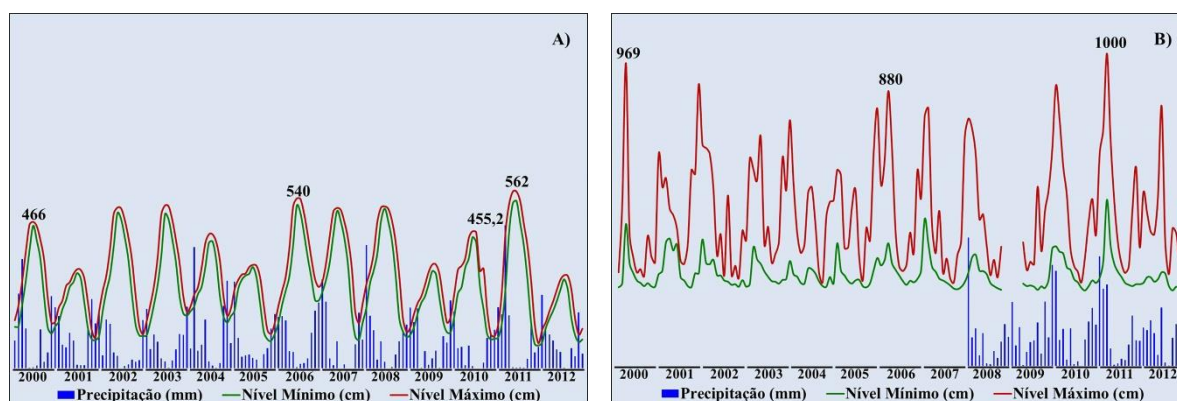 A)
466
540
455,2
562
2000 2001 2002 2003 2004 2005 2006 2007 2008 2009 2010 2011 2012
Precipitação (mm) Nível Mínimo (cm) Nível Máximo (cm)
B)
969
880
1000
2000 2001 2002 2003 2004 2005 2006 2007 2008 2009 2010 2011 2012
Precipitação (mm) Nível Mínimo (cm) Nível Máximo (cm)